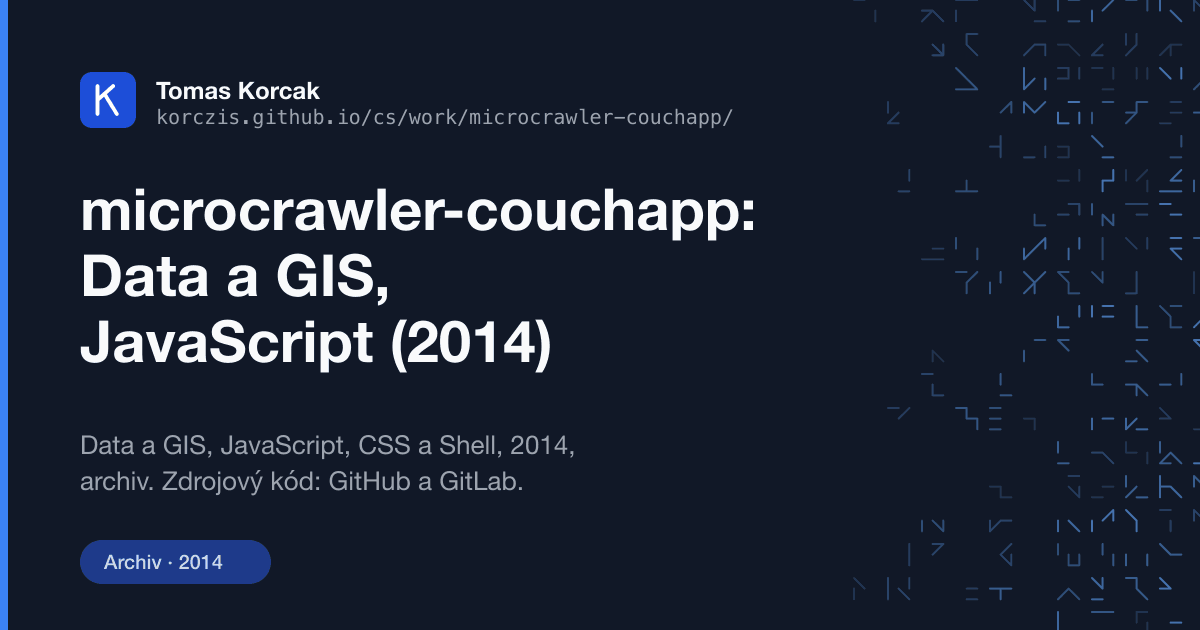 K
Tomas Korcak
korczis.github.io/cs/work/microcrawler-couchapp/
microcrawler-couchapp:
Data a GIS,
JavaScript (2014)
Data a GIS, JavaScript, CSS a Shell, 2014,
archiv. Zdrojový kód: GitHub a GitLab.
Archiv · 2014